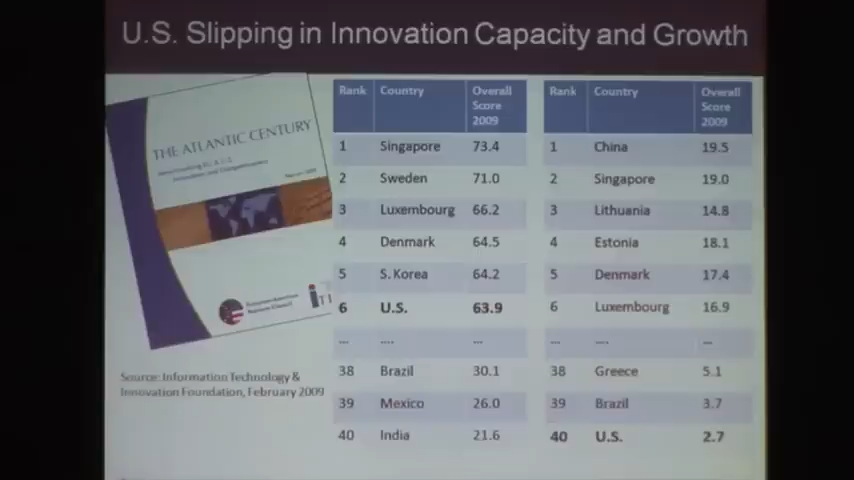 U.S. Slipping in Innovation Capacity and Growth
THE ATLANTIC CENTURY
Source: Information Technology &
Innovation Foundation, February 2009
Rank Country Overall Score 2009
1 Singapore 73.4
2 Sweden 71.0
3 Luxembourg 66.2
4 Denmark 64.5
5 S. Korea 64.2
6 U.S. 63.9
... .... ...
38 Brazil 30.1
39 Mexico 26.0
40 India 21.6
Rank Country Overall Score 2009
1 China 19.5
2 Singapore 19.0
3 Lithuania 14.8
4 Estonia 18.1
5 Denmark 17.4
6 Luxembourg 16.9
... .... ...
38 Greece 5.1
39 Brazil 3.7
40 U.S. 2.7